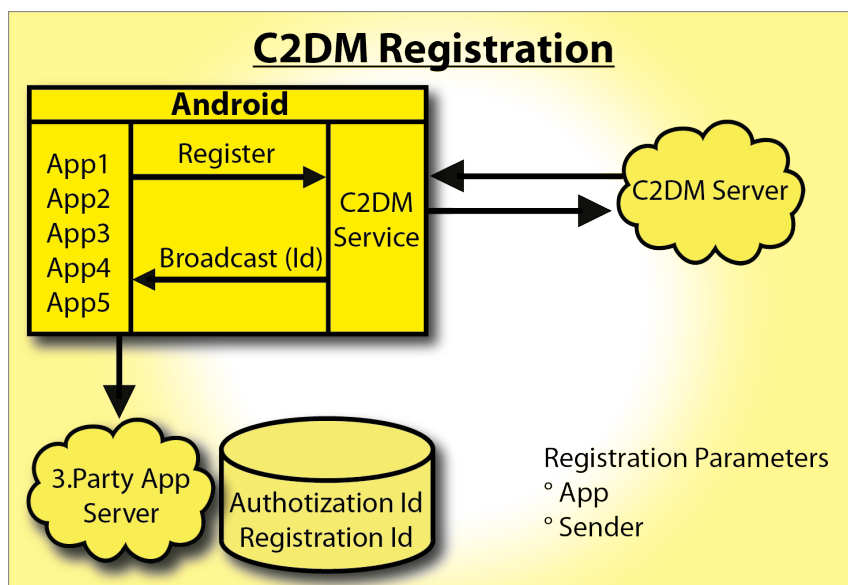 C2DM Registration
Android
App1
App2
App3
App4
App5
Register
Broadcast (Id)
C2DM
Service
C2DM Server
3.Party App
Server
Authotization Id
Registration Id
Registration Parameters
° App
° Sender